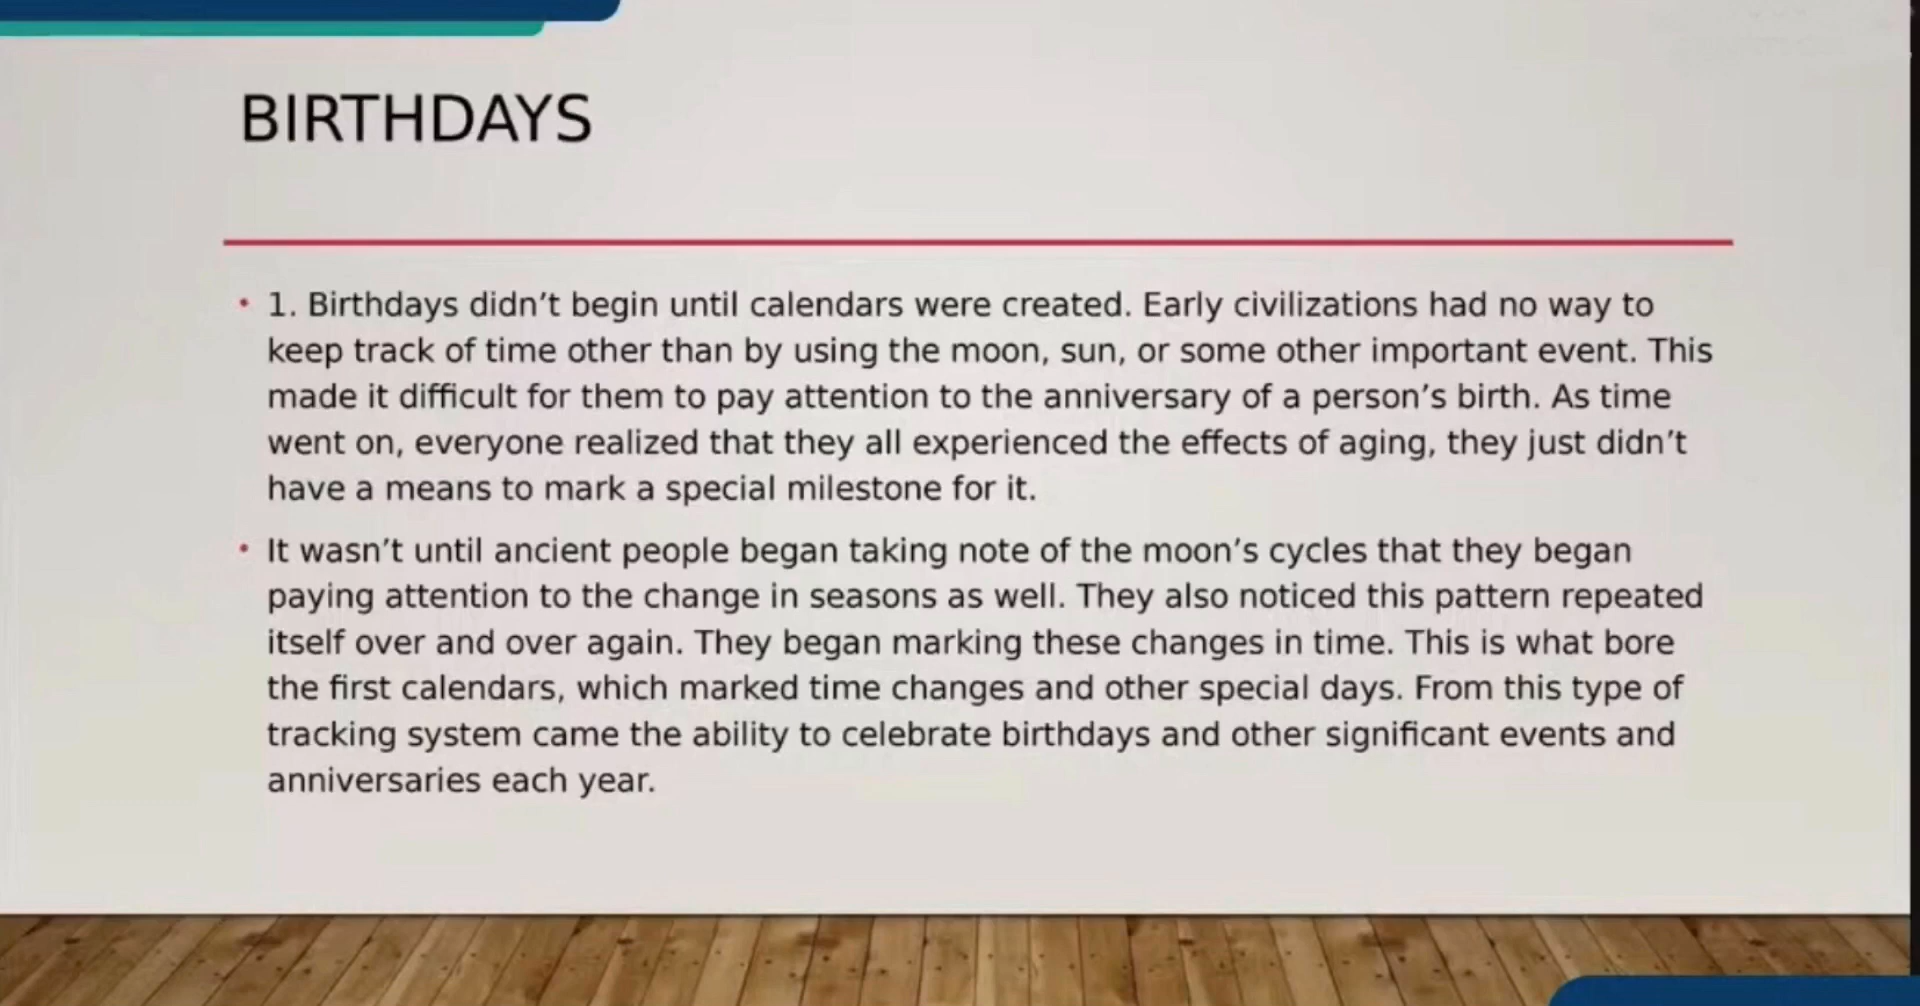 BIRTHDAYS
• 1. Birthdays didn’t begin until calendars were created. Early civilizations had no way to
keep track of time other than by using the moon, sun, or some other important event. This
made it difficult for them to pay attention to the anniversary of a person’s birth. As time
went on, everyone realized that they all experienced the effects of aging, they just didn’t
have a means to mark a special milestone for it.
• It wasn’t until ancient people began taking note of the moon’s cycles that they began
paying attention to the change in seasons as well. They also noticed this pattern repeated
itself over and over again. They began marking these changes in time. This is what bore
the first calendars, which marked time changes and other special days. From this type of
tracking system came the ability to celebrate birthdays and other significant events and
anniversaries each year.